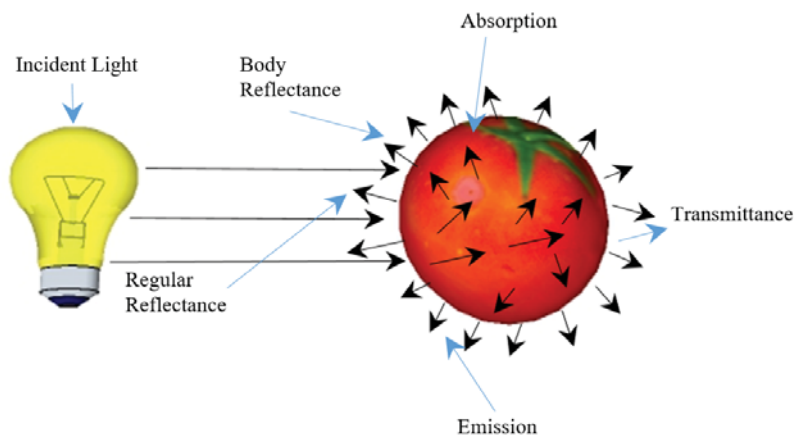 Absorption
Incident Light
Body
Reflectance
Transmittance
Regular
Reflectance
Emission